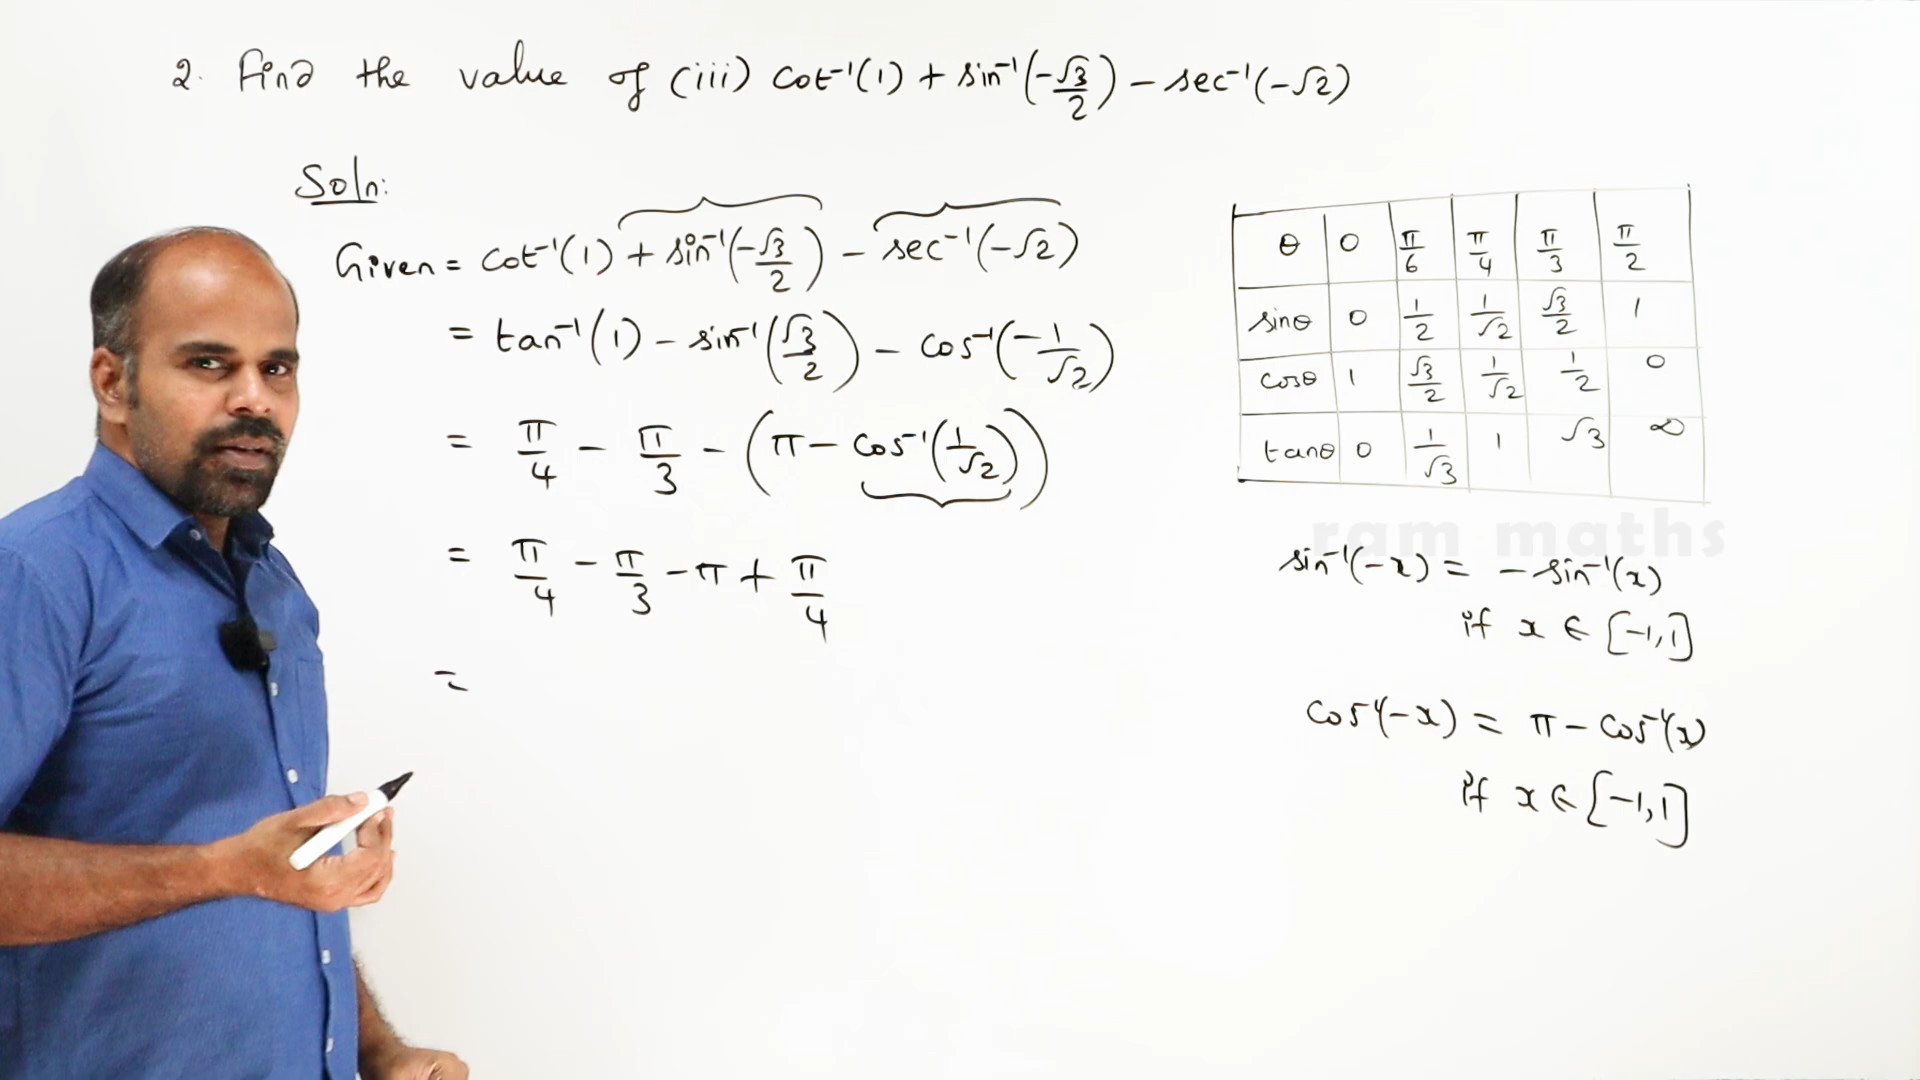 2. Find the value of (iii) cot⁻¹(1) + sin⁻¹(-√3/2) - sec⁻¹(-√2)
Soln:
Given = cot⁻¹(1) + sin⁻¹(-√3/2) - sec⁻¹(-√2)
= tan⁻¹(1) - sin⁻¹(√3/2) - cos⁻¹(-1/√2)
= π/4 - π/3 - (π - cos⁻¹(1/√2))
= π/4 - π/3 - π + π/4
=
θ 0 π/6 π/4 π/3 π/2
sinθ 0 1/2 1/√2 √3/2 1
cosθ 1 √3/2 1/√2 1/2 0
tanθ 0 1/√3 1 √3 ∞
ram maths
sin⁻¹(-x) = -sin⁻¹(x)
if x ∈ [-1,1]
cos⁻¹(-x) = π - cos⁻¹(x)
if x ∈ [-1,1]